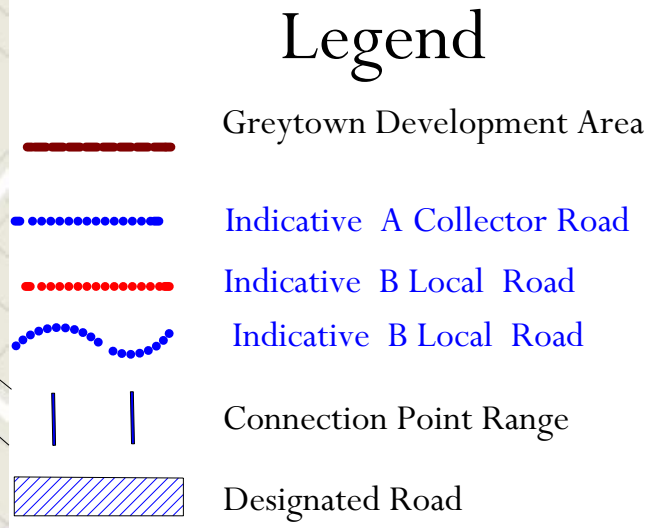 Legend
Greytown Development Area
Indicative A Collector Road
Indicative B Local Road
Indicative B Local Road
Connection Point Range
Designated Road